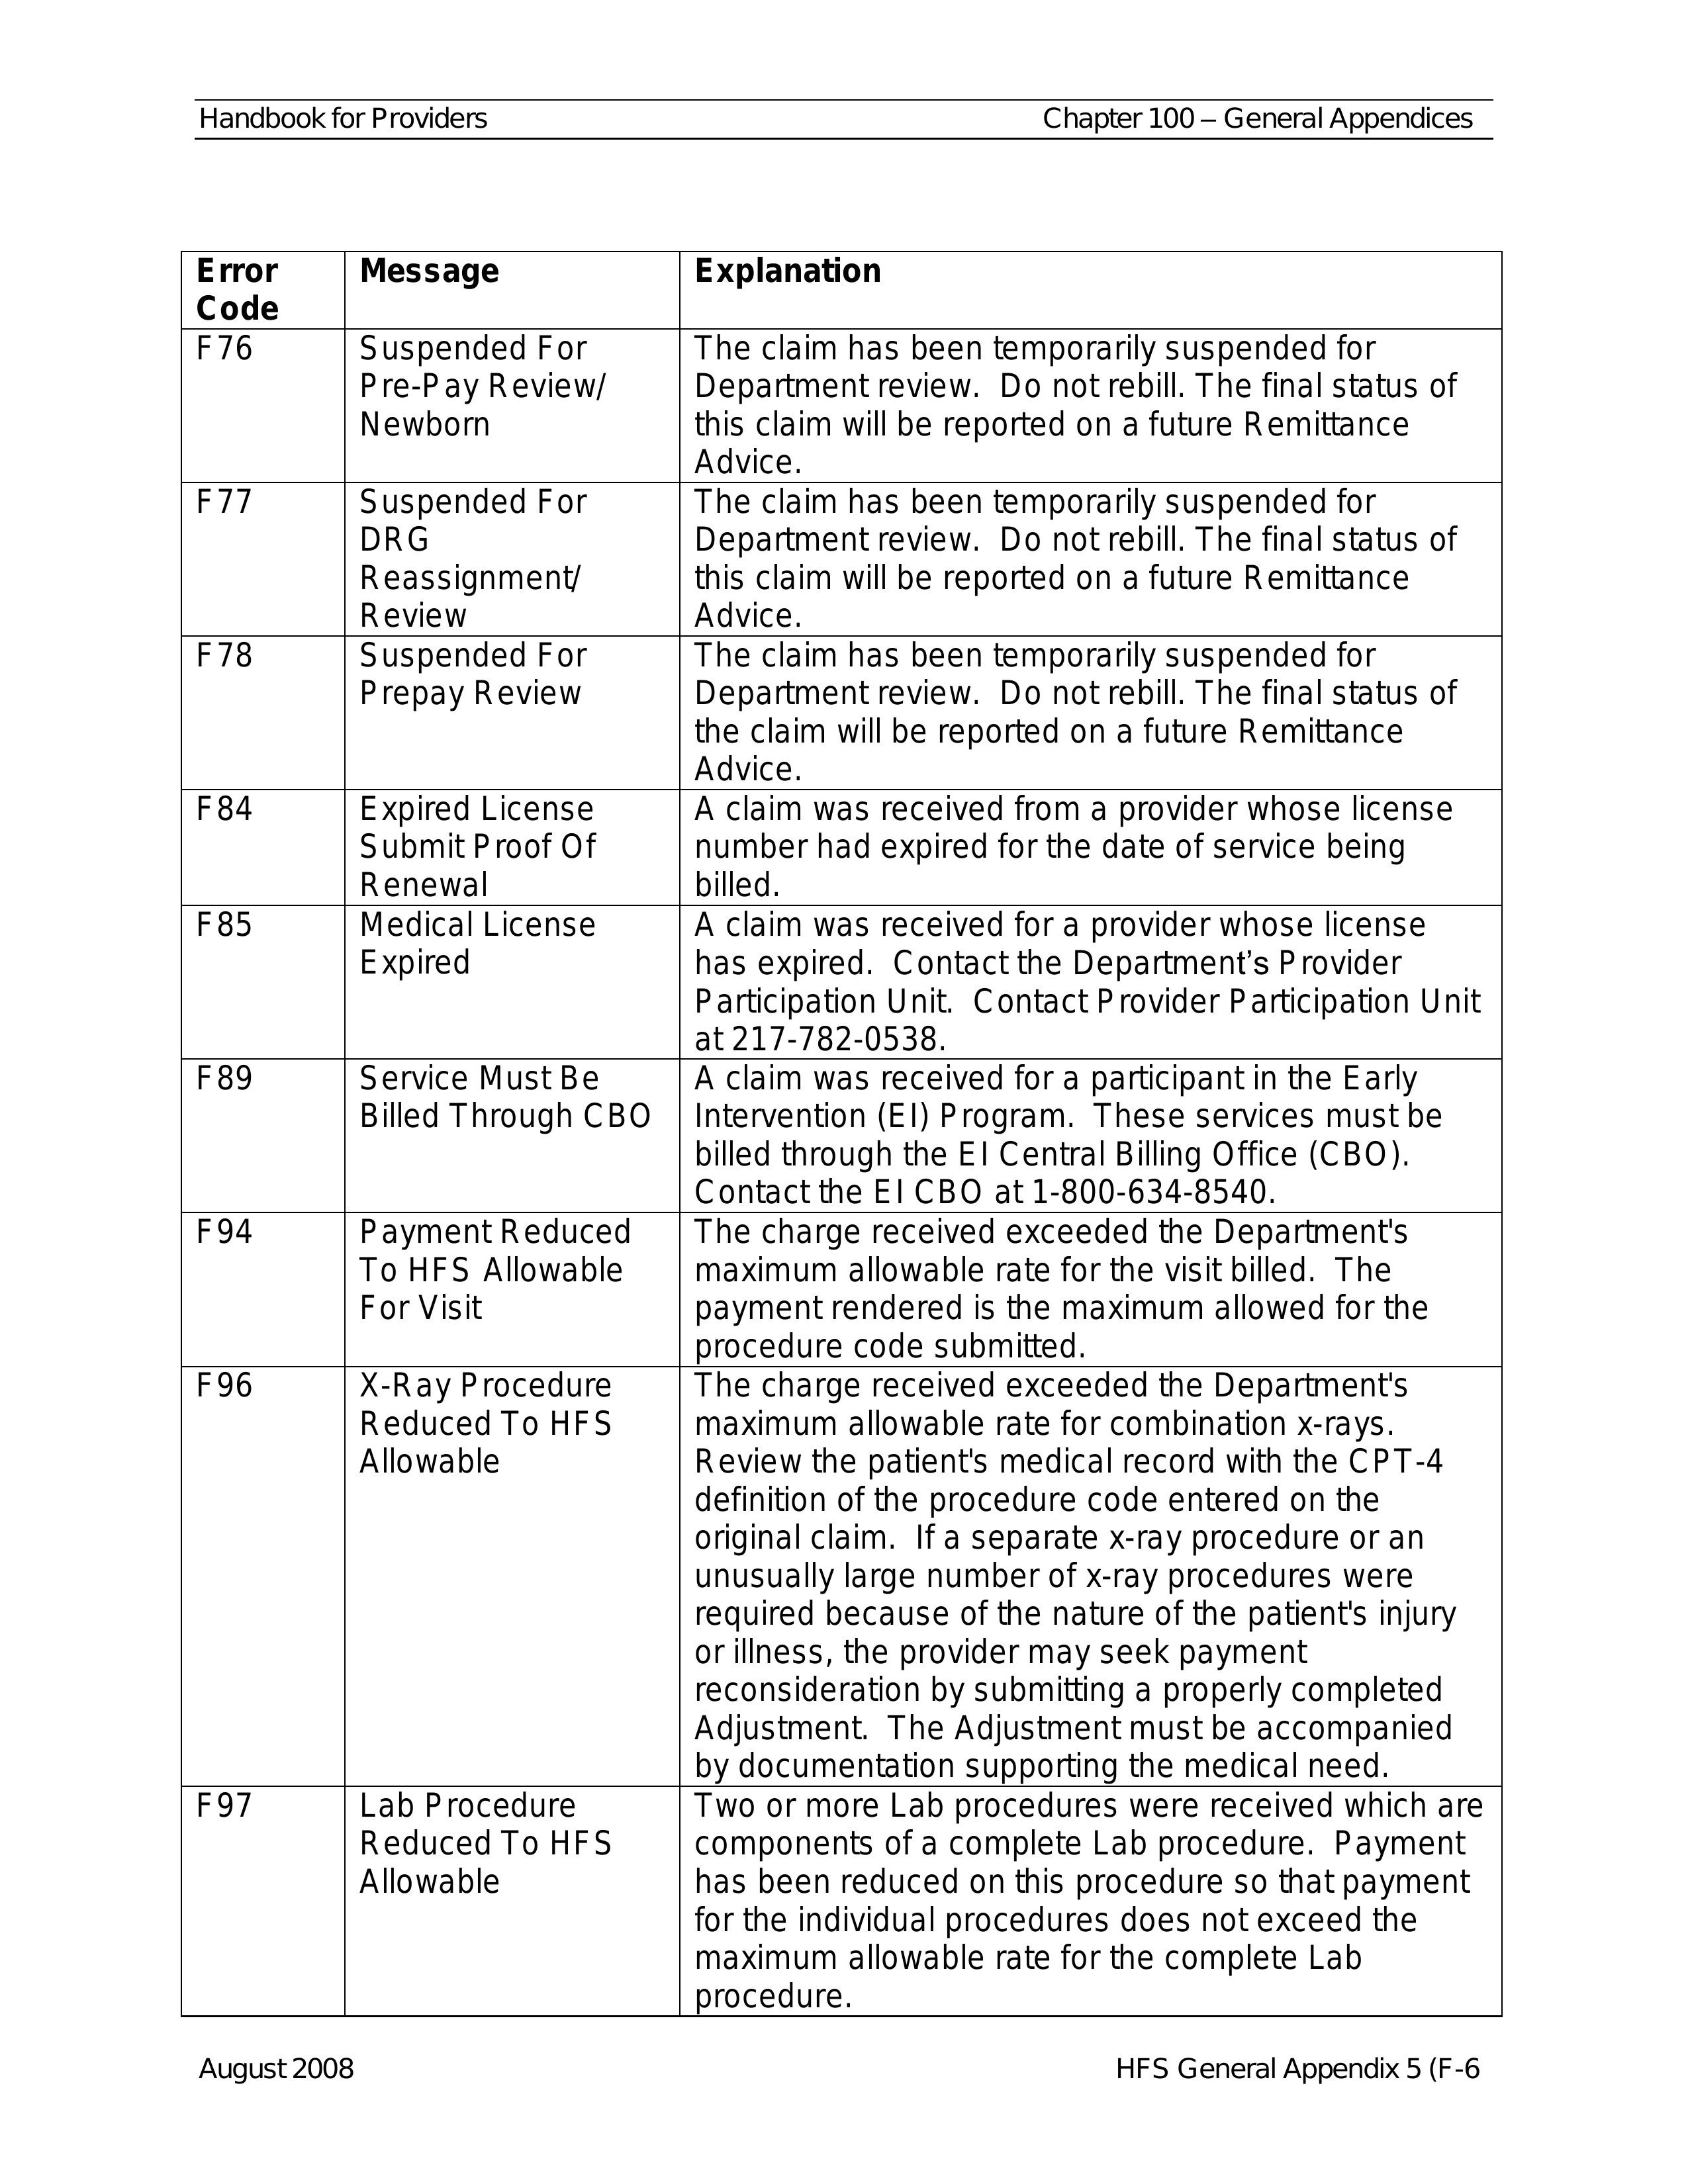 Handbook for Providers Chapter 100 – General Appendices
Error Code Message Explanation
F76 Suspended For The claim has been temporarily suspended for
Pre-Pay Review/ Department review. Do not rebill. The final status of
Newborn this claim will be reported on a future Remittance
Advice.
F77 Suspended For The claim has been temporarily suspended for
DRG Department review. Do not rebill. The final status of
Reassignment/ this claim will be reported on a future Remittance
Review Advice.
F78 Suspended For The claim has been temporarily suspended for
Prepay Review Department review. Do not rebill. The final status of
the claim will be reported on a future Remittance
Advice.
F84 Expired License A claim was received from a provider whose license
Submit Proof Of number had expired for the date of service being
Renewal billed.
F85 Medical License A claim was received for a provider whose license
Expired has expired. Contact the Department’s Provider
Participation Unit. Contact Provider Participation Unit
at 217-782-0538.
F89 Service Must Be A claim was received for a participant in the Early
Billed Through CBO Intervention (EI) Program. These services must be
billed through the EI Central Billing Office (CBO).
Contact the EI CBO at 1-800-634-8540.
F94 Payment Reduced The charge received exceeded the Department's
To HFS Allowable maximum allowable rate for the visit billed. The
For Visit payment rendered is the maximum allowed for the
procedure code submitted.
F96 X-Ray Procedure The charge received exceeded the Department's
Reduced To HFS maximum allowable rate for combination x-rays.
Allowable Review the patient's medical record with the CPT-4
definition of the procedure code entered on the
original claim. If a separate x-ray procedure or an
unusually large number of x-ray procedures were
required because of the nature of the patient's injury
or illness, the provider may seek payment
reconsideration by submitting a properly completed
Adjustment. The Adjustment must be accompanied
by documentation supporting the medical need.
F97 Lab Procedure Two or more Lab procedures were received which are
Reduced To HFS components of a complete Lab procedure. Payment
Allowable has been reduced on this procedure so that payment
for the individual procedures does not exceed the
maximum allowable rate for the complete Lab
procedure.
August 2008 HFS General Appendix 5 (F-6